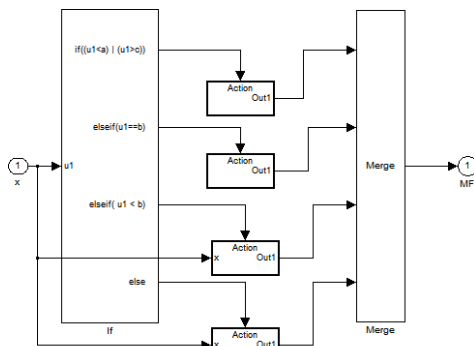 if((u1<a) | (u1>c))
Action
Out1
elseif(u1==b)
Action
Out1
1
x
u1
Merge
1
MF
elseif( u1 < b)
Action
x
Out1
else
Action
x
Out1
If
Merge